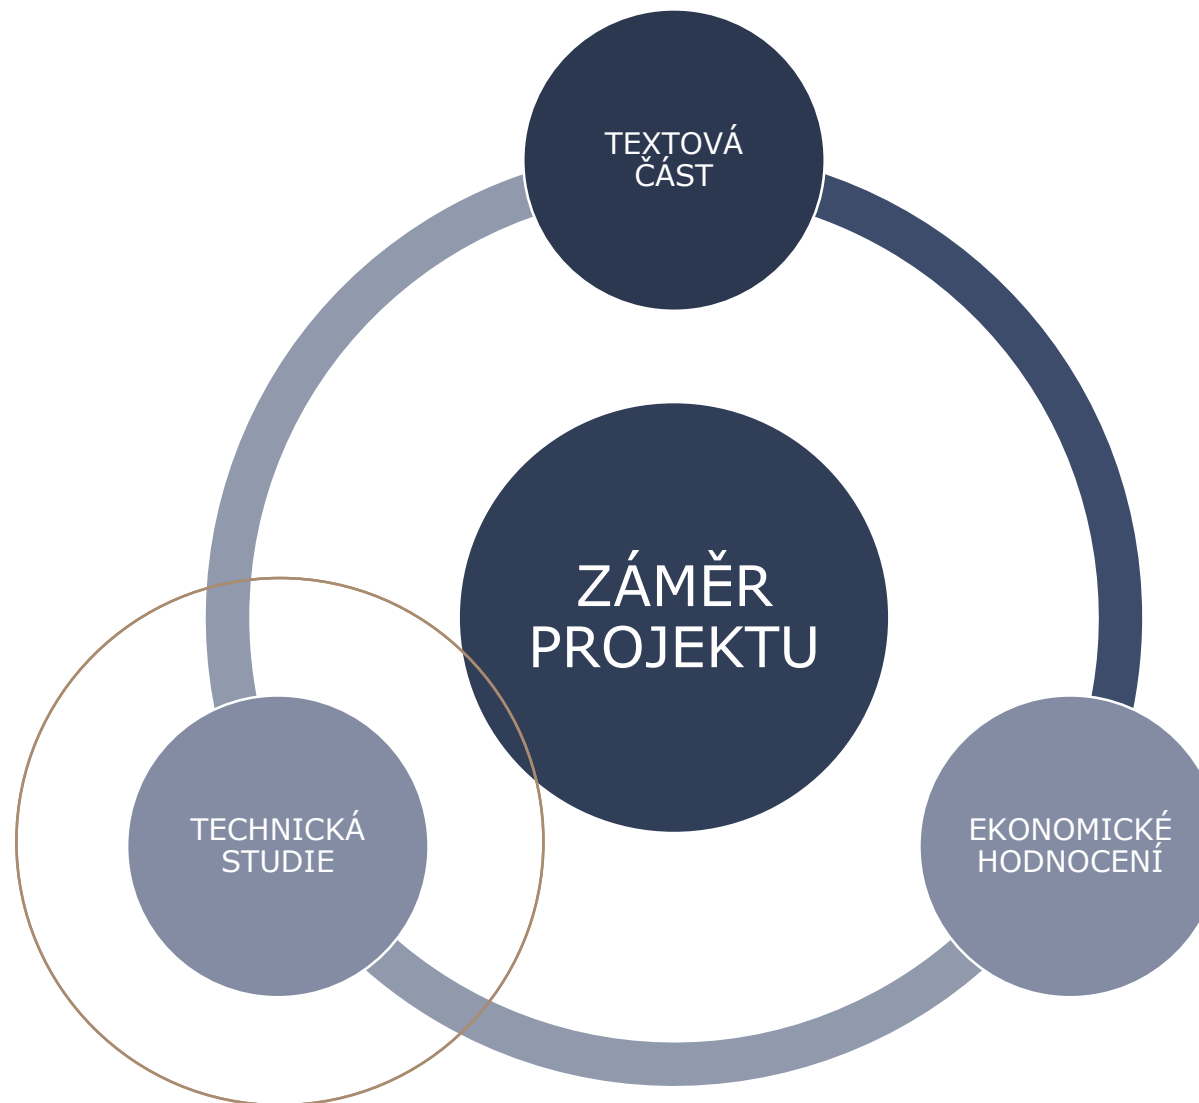 TEXTOVÁ
ČÁST
ZÁMĚR
PROJEKTU
TECHNICKÁ
STUDIE
EKONOMICKÉ
HODNOCENÍ